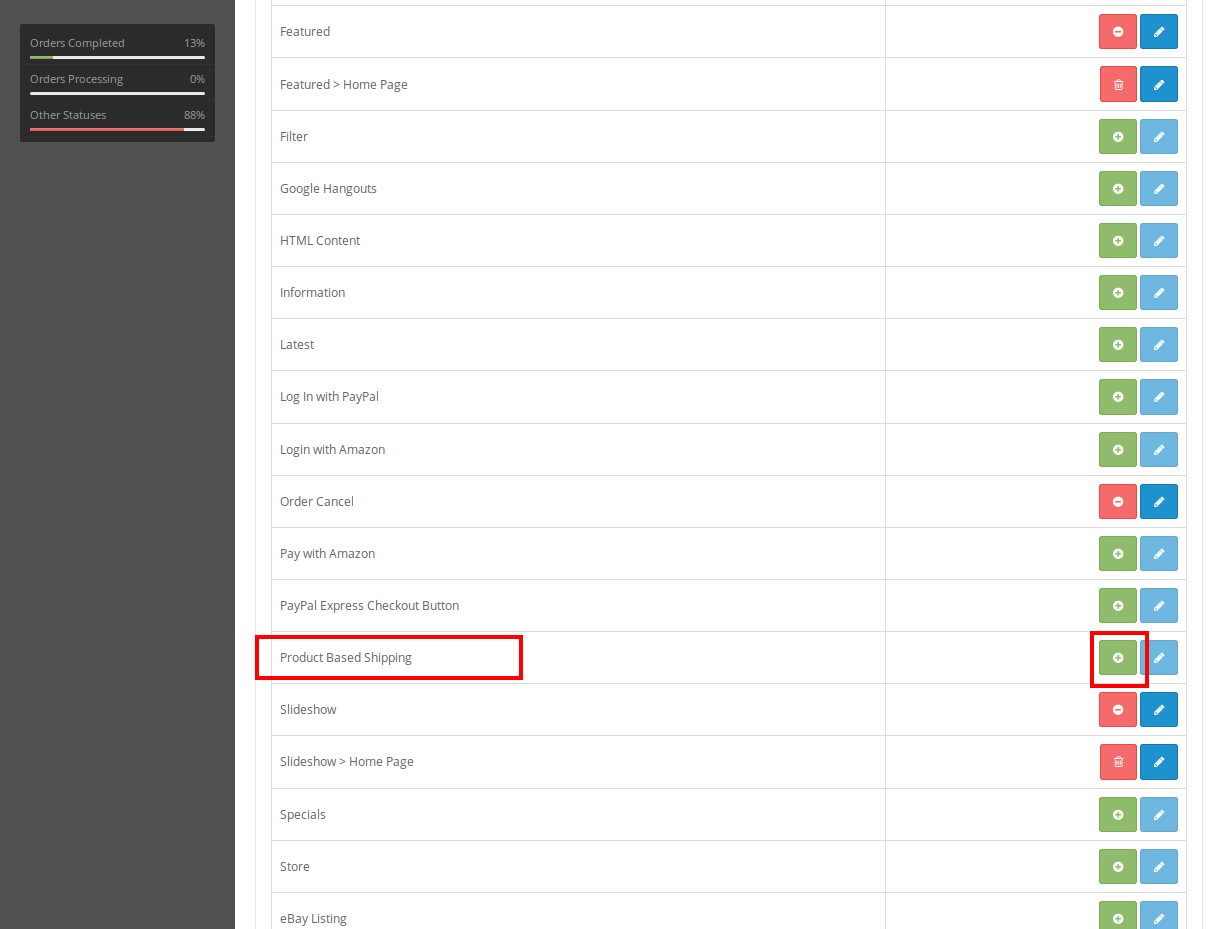 Orders Completed 13%
Orders Processing 0%
Other Statuses 88%
Featured
Featured > Home Page
Filter
Google Hangouts
HTML Content
Information
Latest
Log In with PayPal
Login with Amazon
Order Cancel
Pay with Amazon
PayPal Express Checkout Button
Product Based Shipping
Slideshow
Slideshow > Home Page
Specials
Store
eBay Listing